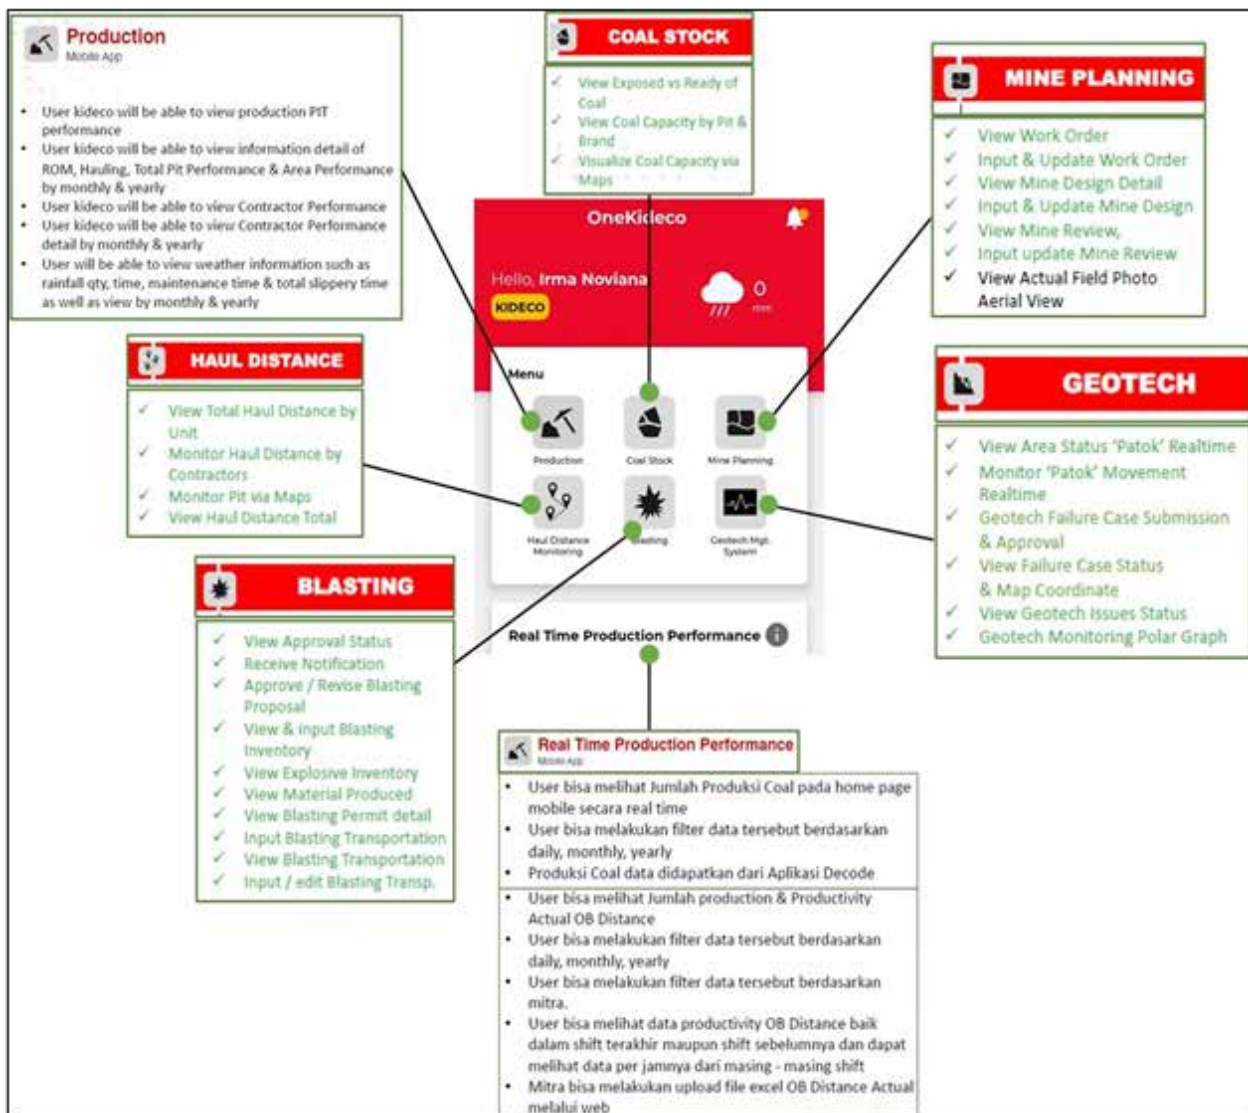 Production
Mobile App
• User kideco will be able to view production PIT
performance
• User kideco will be able to view information detail of
ROM, Hauling, Total Pit Performance & Area Performance
by monthly & yearly
• User kideco will be able to view Contractor Performance
• User kideco will be able to view Contractor Performance
detail by monthly & yearly
• User will be able to view weather information such as
rainfall qty, time, maintenance time & total slippery time
as well as view by monthly & yearly
COAL STOCK
✓ View Exposed vs Ready of
Coal
✓ View Coal Capacity by Pit &
Brand
✓ Visualize Coal Capacity via
Maps
MINE PLANNING
✓ View Work Order
✓ Input & Update Work Order
✓ View Mine Design Detail
✓ Input & Update Mine Design
✓ View Mine Review,
✓ Input update Mine Review
✓ View Actual Field Photo
Aerial View
OneKideco
Hello, Irma Noviana
KIDECO
0
mm
Menu
Production
Coal Stock
Mine Planning
Haul Distance
Monitoring
Blasting
Geotech Mgt.
System
Real Time Production Performance
HAUL DISTANCE
✓ View Total Haul Distance by
Unit
✓ Monitor Haul Distance by
Contractors
✓ Monitor Pit via Maps
✓ View Haul Distance Total
GEOTECH
✓ View Area Status 'Patok' Realtime
✓ Monitor 'Patok' Movement
Realtime
✓ Geotech Failure Case Submission
& Approval
✓ View Failure Case Status
& Map Coordinate
✓ View Geotech Issues Status
✓ Geotech Monitoring Polar Graph
BLASTING
✓ View Approval Status
✓ Receive Notification
✓ Approve / Revise Blasting
Proposal
✓ View & input Blasting
Inventory
✓ View Explosive Inventory
✓ View Material Produced
✓ View Blasting Permit detail
✓ Input Blasting Transportation
✓ View Blasting Transportation
✓ Input / edit Blasting Transp.
Real Time Production Performance
Mobile App
• User bisa melihat Jumlah Produksi Coal pada home page
mobile secara real time
• User bisa melakukan filter data tersebut berdasarkan
daily, monthly, yearly
• Produksi Coal data didapatkan dari Aplikasi Decode
• User bisa melihat Jumlah production & Productivity
Actual OB Distance
• User bisa melakukan filter data tersebut berdasarkan
daily, monthly, yearly
• User bisa melakukan filter data tersebut berdasarkan
mitra.
• User bisa melihat data productivity OB Distance baik
dalam shift terakhir maupun shift sebelumnya dan dapat
melihat data per jamnya dari masing - masing shift
• Mitra bisa melakukan upload file excel OB Distance Actual
melalui web